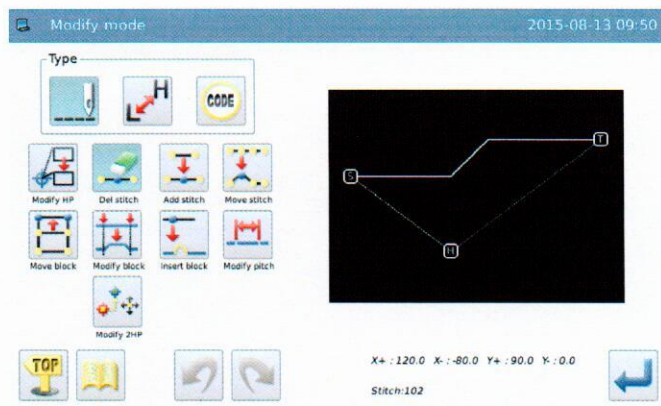 Modify mode 2015-08-13 09:50
Type
L H
CODE
Modify HP Del stitch Add stitch Move stitch
Move block Modify block Insert block Modify pitch
Modify 2HP
S
T
H
TOP
X+ : 120.0 X- : -80.0 Y+ : 90.0 Y- : 0.0
Stitch:102